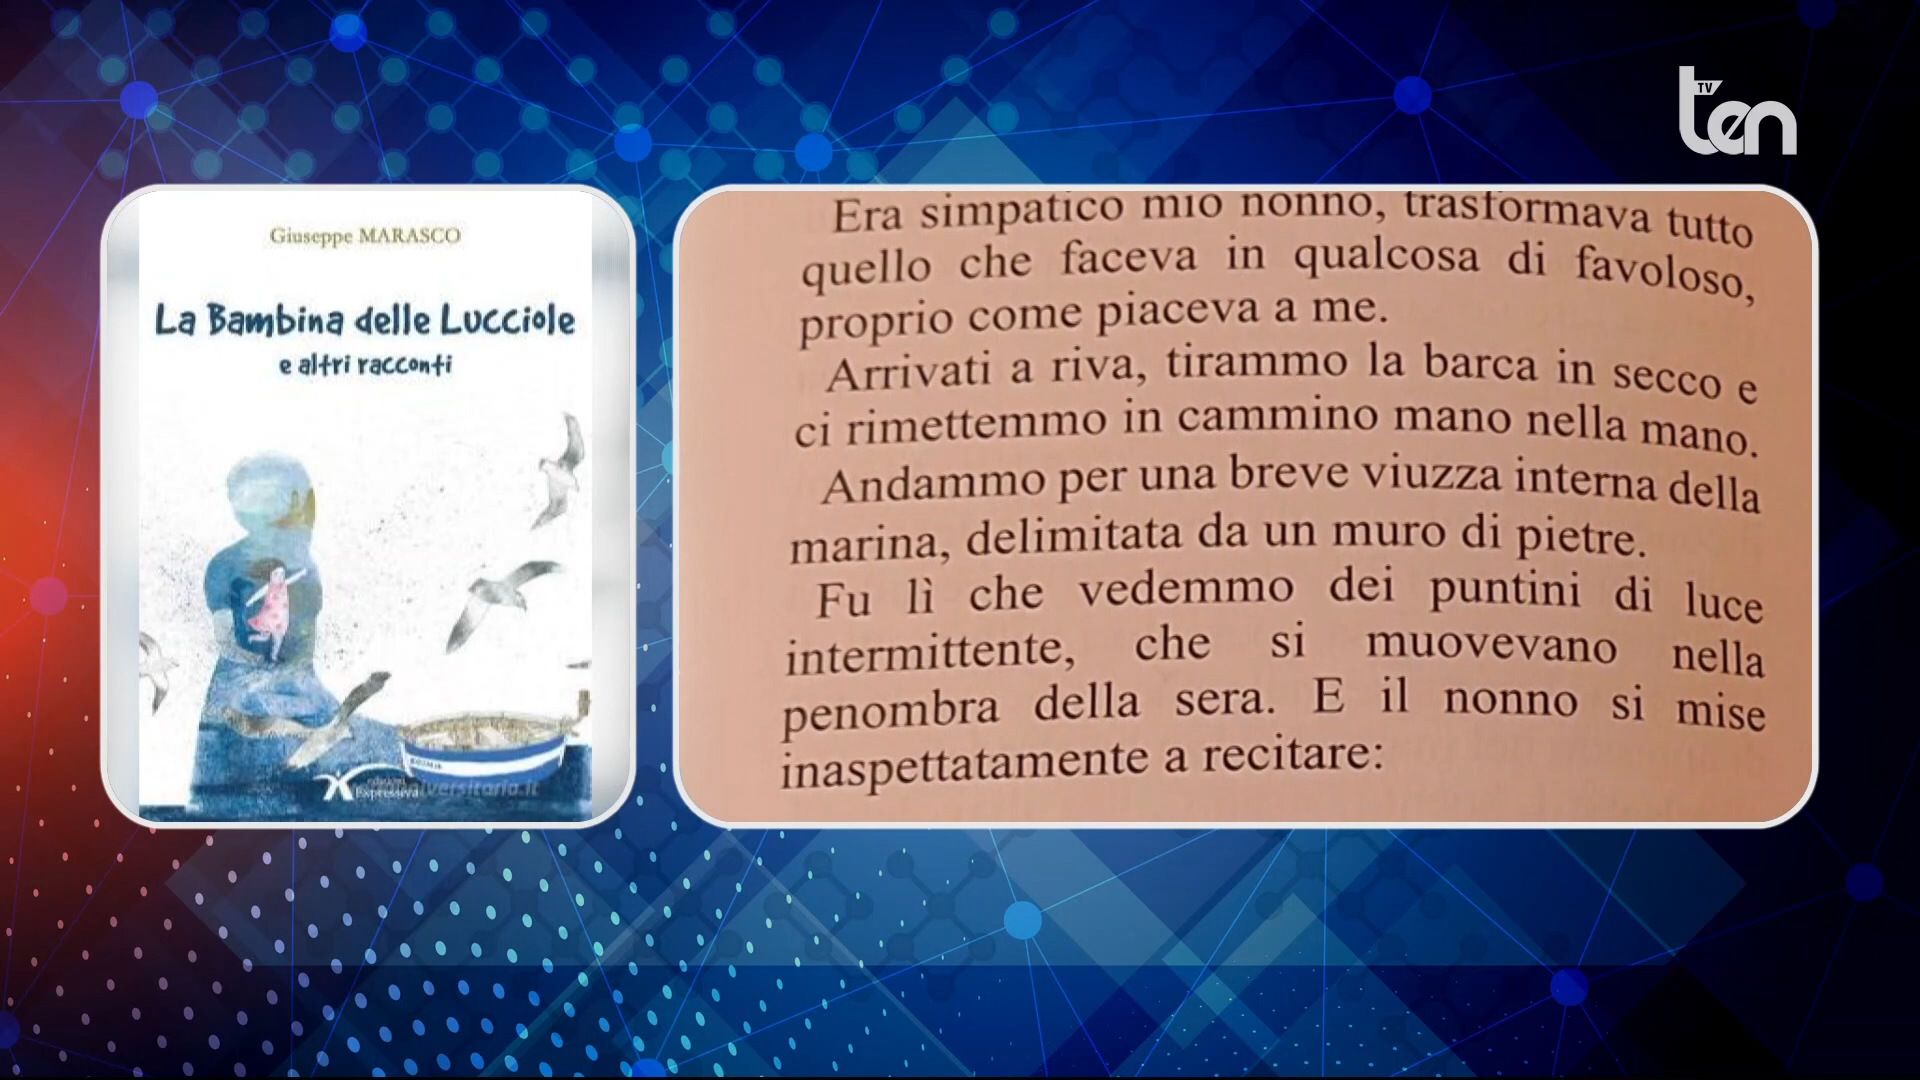 TV
ten
Giuseppe MARASCO
La Bambina delle Lucciole
e altri racconti
edizioni
Expressiva
Era simpatico mio nonno, trasformava tutto
quello che faceva in qualcosa di favoloso,
proprio come piaceva a me.
Arrivati a riva, tirammo la barca in secco e
ci rimettemmo in cammino mano nella mano.
Andammo per una breve viuzza interna della
marina, delimitata da un muro di pietre.
Fu lì che vedemmo dei puntini di luce
intermittente, che si muovevano nella
penombra della sera. E il nonno si mise
inaspettatamente a recitare: